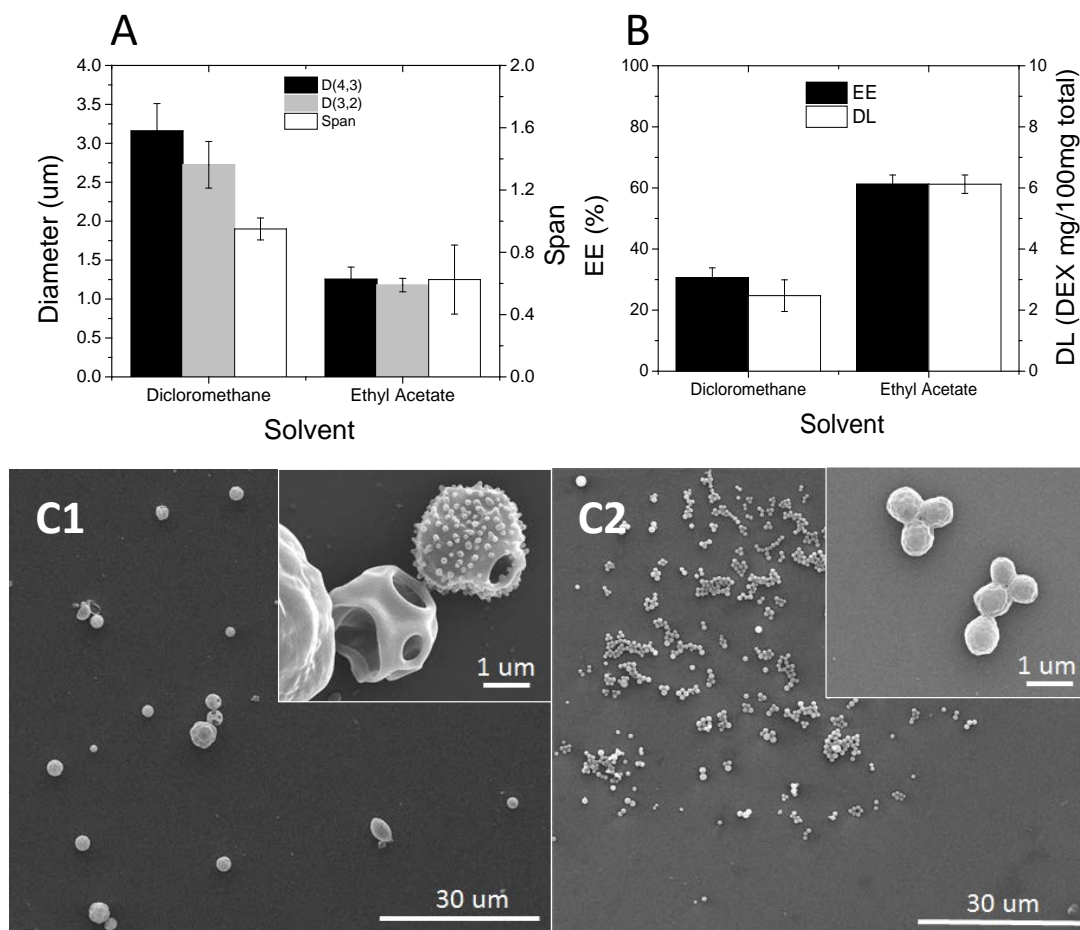 A
4.0
3.5
3.0
2.5
2.0
1.5
1.0
0.5
0.0
Diameter (um)
D(4,3)
D(3,2)
Span
2.0
1.6
1.2
0.8
0.4
0.0
Span
Dicloromethane Ethyl Acetate
Solvent
B
100
80
60
40
20
0
EE (%)
EE
DL
10
8
6
4
2
0
DL (DEX mg/100mg total)
Dicloromethane Ethyl Acetate
Solvent
C1
1 um
30 um
C2
1 um
30 um